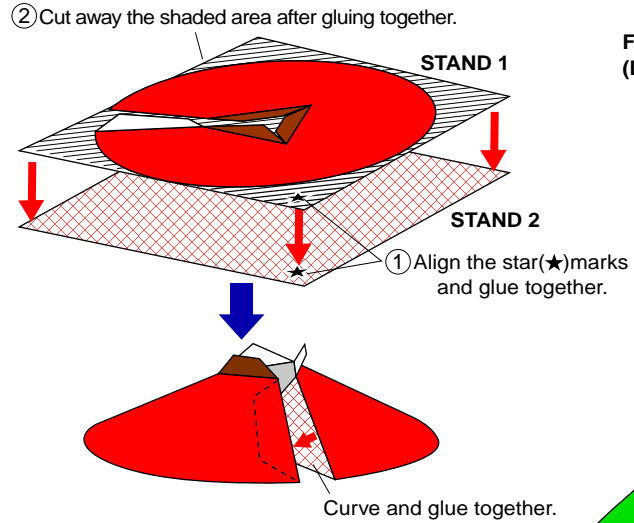 ②Cut away the shaded area after gluing together.
STAND 1
F
(
STAND 2
①Align the star(★)marks
and glue together.
Curve and glue together.